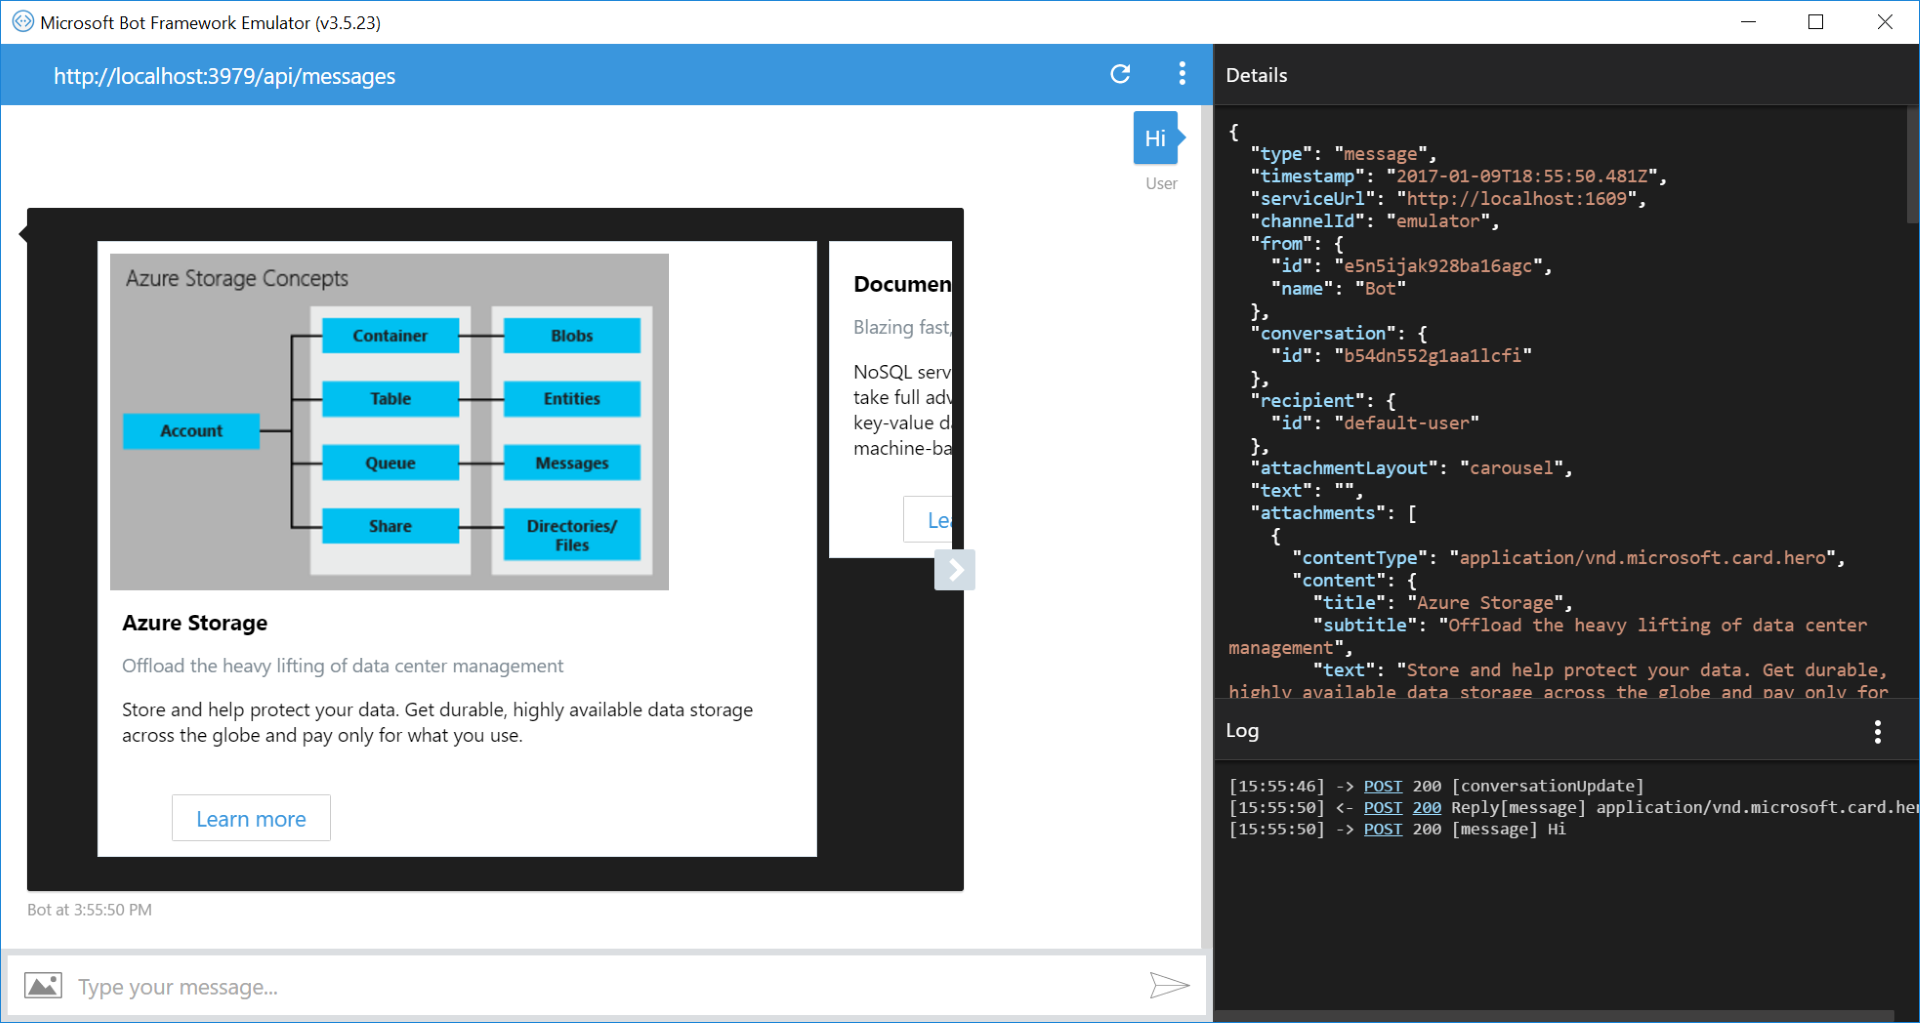 Microsoft Bot Framework Emulator (v3.5.23)
http://localhost:3979/api/messages
Hi
User
Azure Storage Concepts
Account
Container
Blobs
Table
Entities
Queue
Messages
Share
Directories/
Files
Azure Storage
Offload the heavy lifting of data center management
Store and help protect your data. Get durable, highly available data storage
across the globe and pay only for what you use.
Learn more
Documen
Blazing fast,
NoSQL serv
take full adv
key-value d
machine-ba
Lea
Bot at 3:55:50 PM
Type your message...
Details
{
"type": "message",
"timestamp": "2017-01-09T18:55:50.481Z",
"serviceUrl": "http://localhost:1609",
"channelId": "emulator",
"from": {
"id": "e5n5ijak928ba16agc",
"name": "Bot"
},
"conversation": {
"id": "b54dn552g1aa1lcfi"
},
"recipient": {
"id": "default-user"
},
"attachmentLayout": "carousel",
"text": "",
"attachments": [
{
"contentType": "application/vnd.microsoft.card.hero",
"content": {
"title": "Azure Storage",
"subtitle": "Offload the heavy lifting of data center
management",
"text": "Store and help protect your data. Get durable,
highly available data storage across the globe and pay only for
Log
[15:55:46] -> POST 200 [conversationUpdate]
[15:55:50] <- POST 200 Reply[message] application/vnd.microsoft.card.her
[15:55:50] -> POST 200 [message] Hi